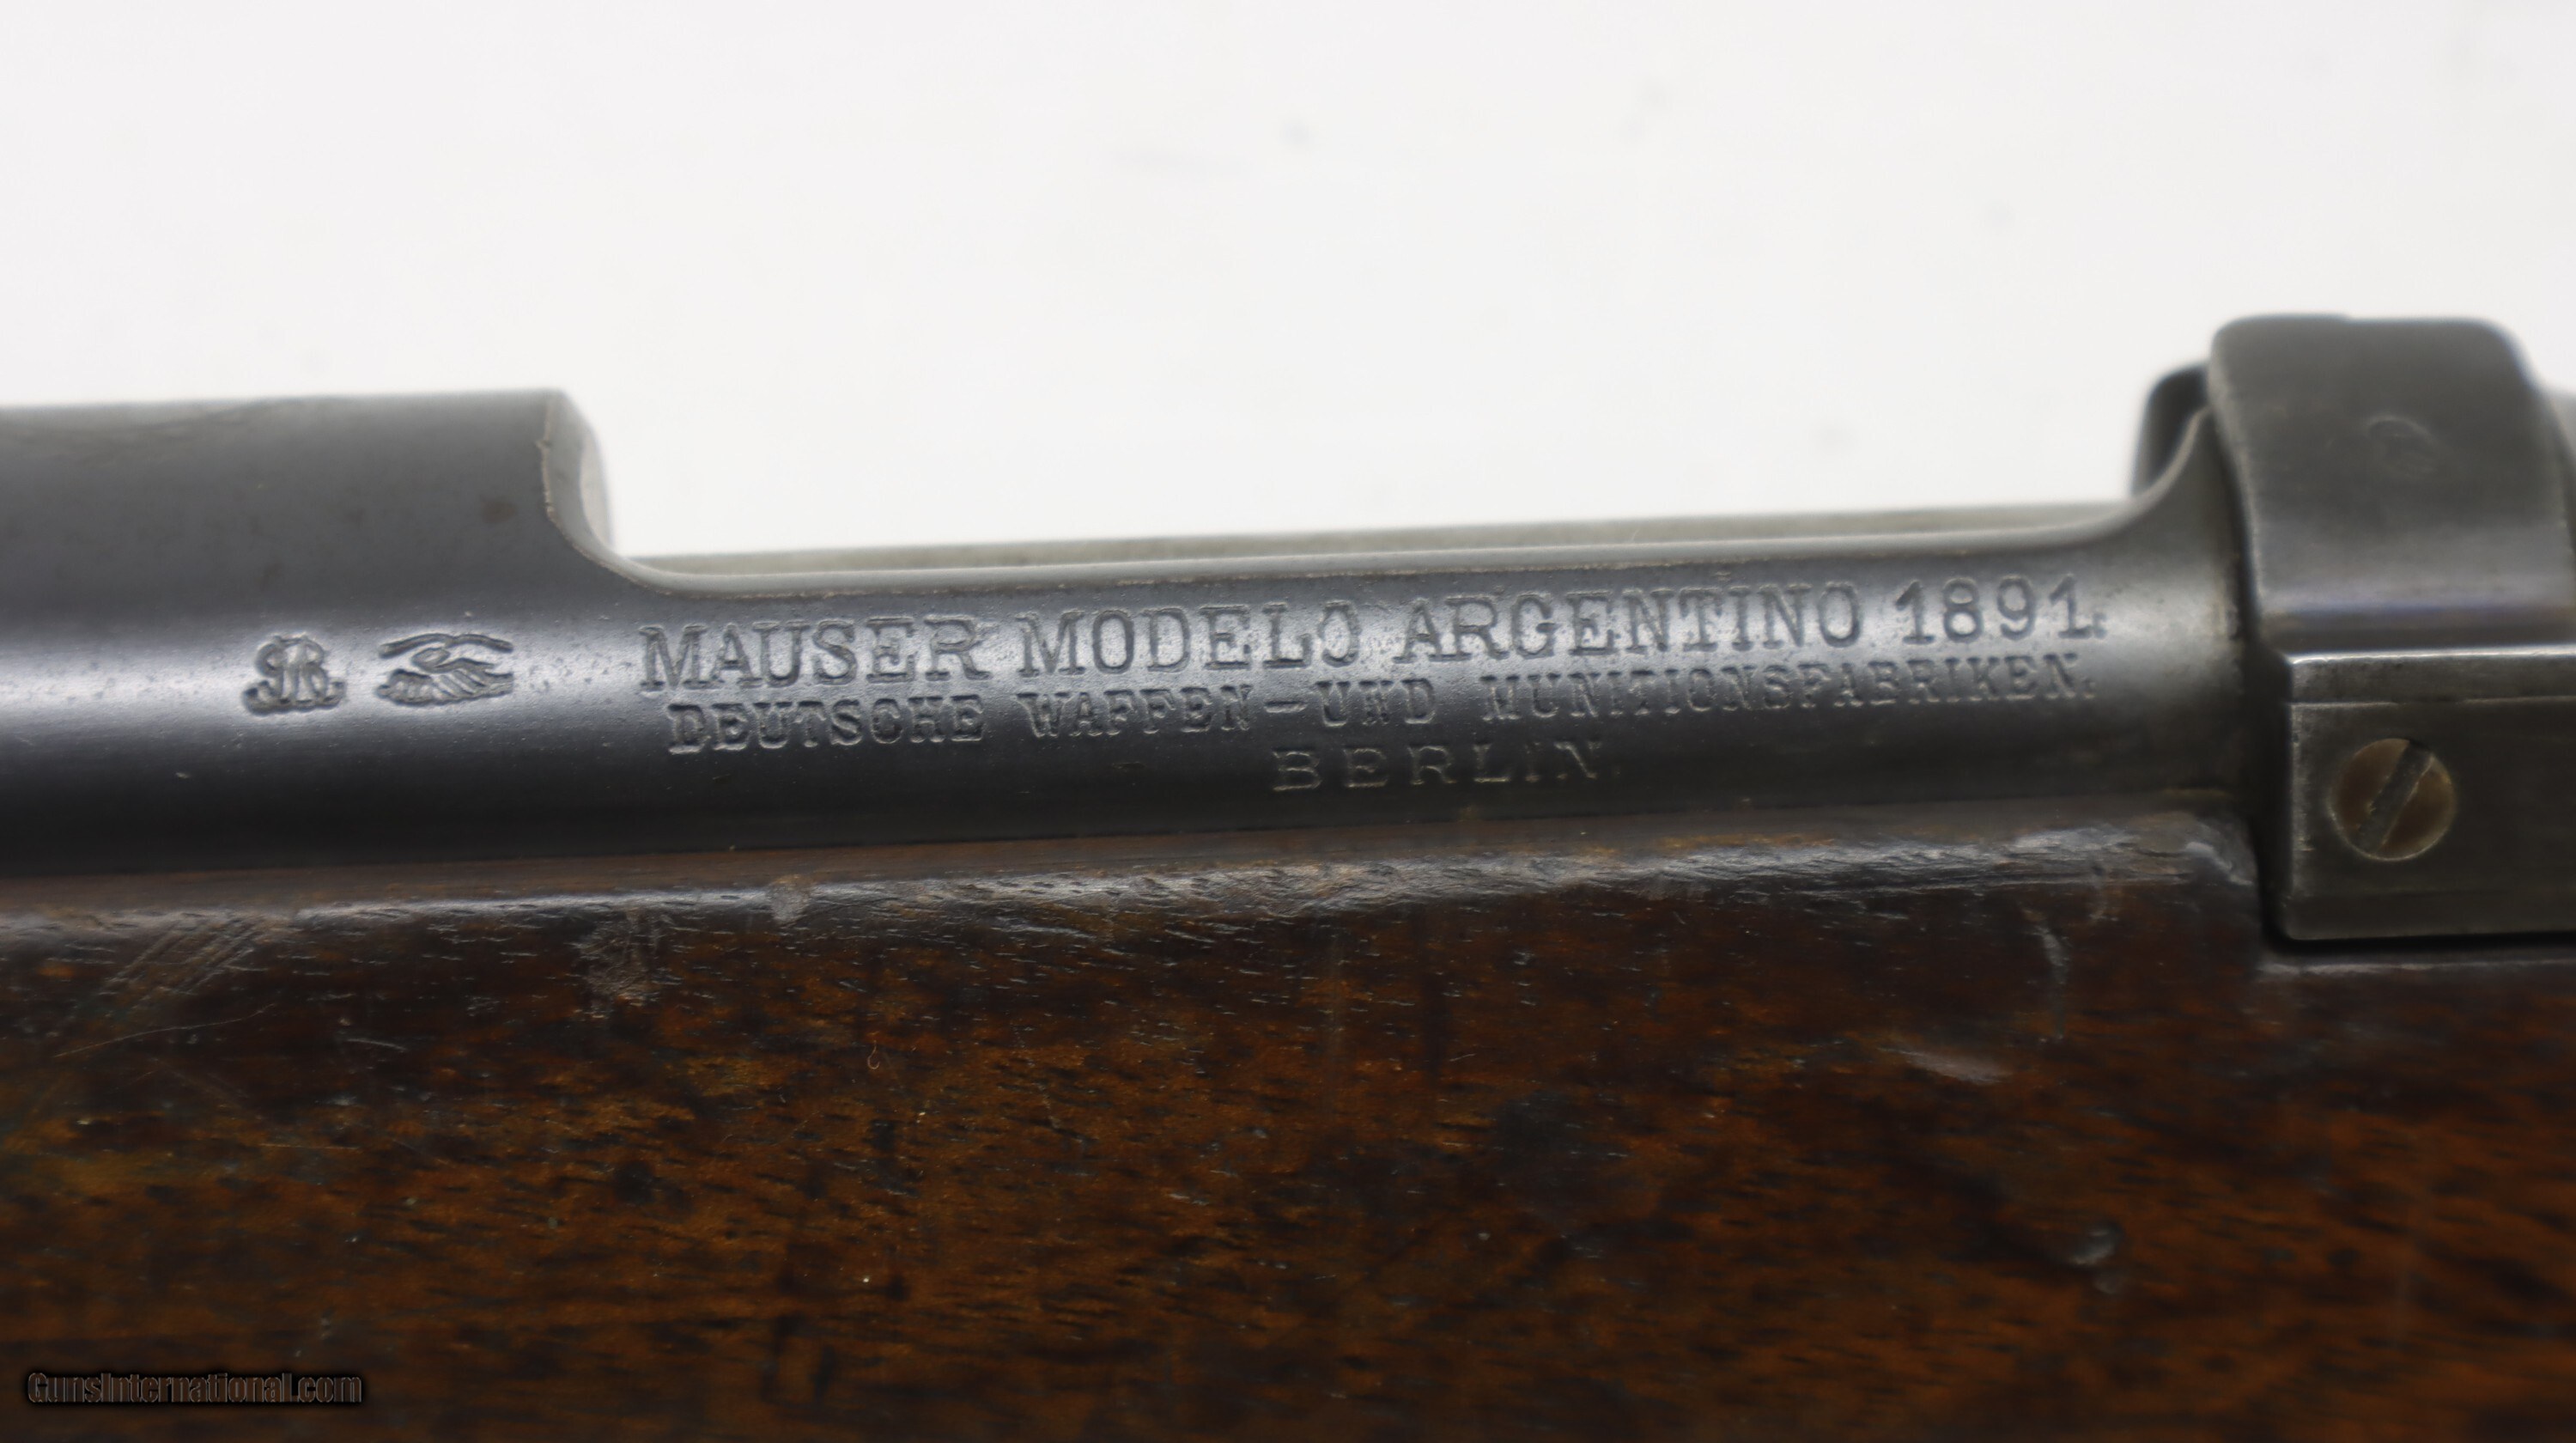 MAUSER MODELO ARGENTINO 1891.
DEUTSCHE WAFFEN-UND MUNITIONSFABRIKEN.
BERLIN.
GunsInternational.com